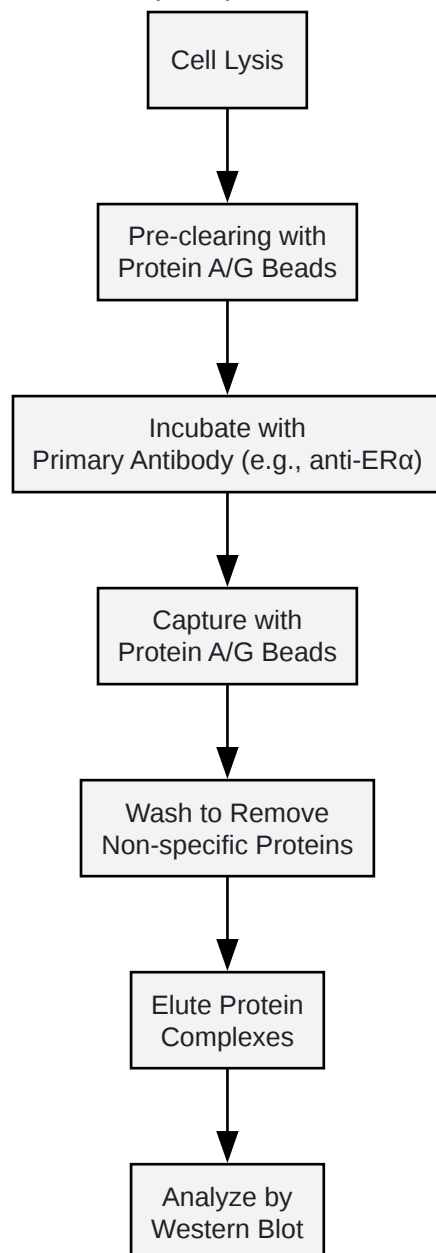 Cell Lysis
Pre-clearing with
Protein A/G Beads
Incubate with
Primary Antibody (e.g., anti-ERα)
Capture with
Protein A/G Beads
Wash to Remove
Non-specific Proteins
Elute Protein
Complexes
Analyze by
Western Blot